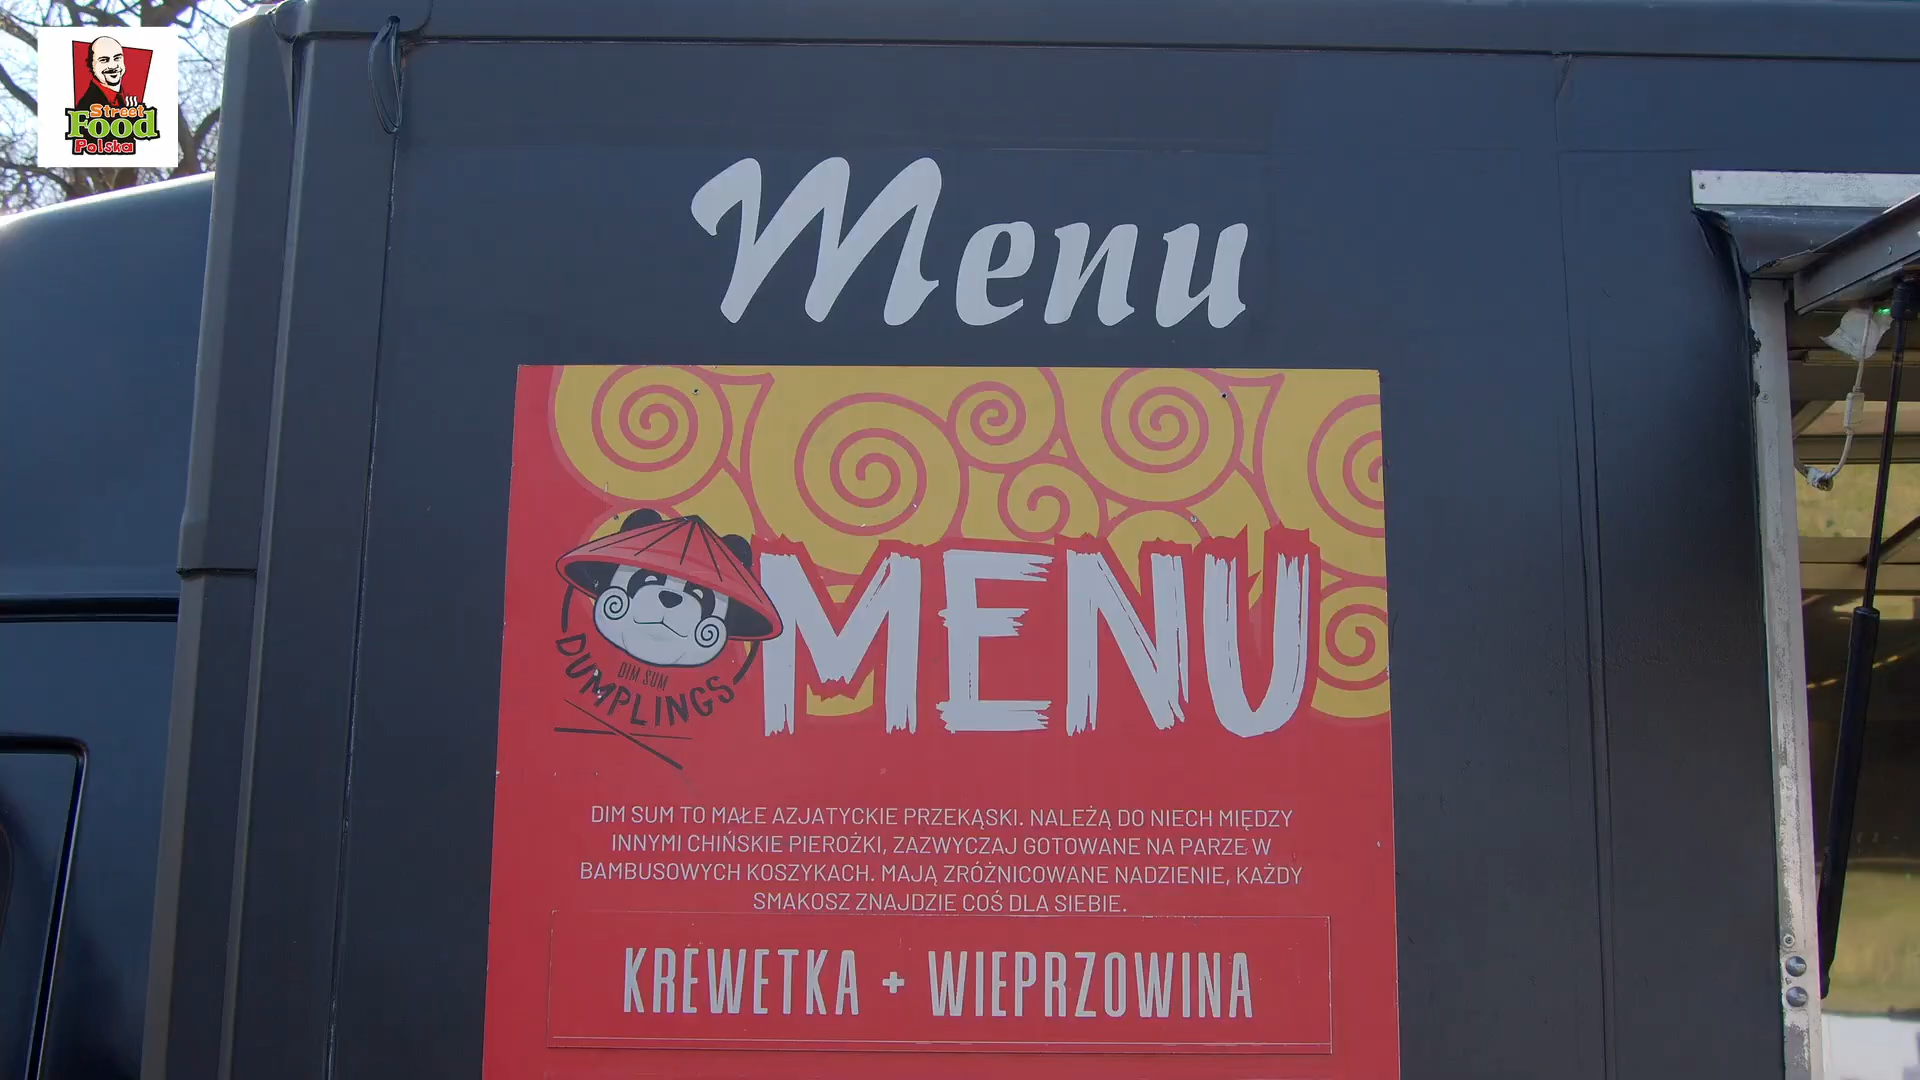 Street
Food
Polska
Menu
MENU
DIM SUM
DUMPLINGS
DIM SUM TO MAŁE AZJATYCKIE PRZEKĄSKI. NALEŻĄ DO NIECH MIĘDZY
INNYMI CHIŃSKIE PIEROŻKI, ZAZWYCZAJ GOTOWANE NA PARZE W
BAMBUSOWYCH KOSZYKACH. MAJĄ ZRÓŻNICOWANE NADZIENIE, KAŻDY
SMAKOSZ ZNAJDZIE COŚ DLA SIEBIE.
KREWETKA + WIEPRZOWINA